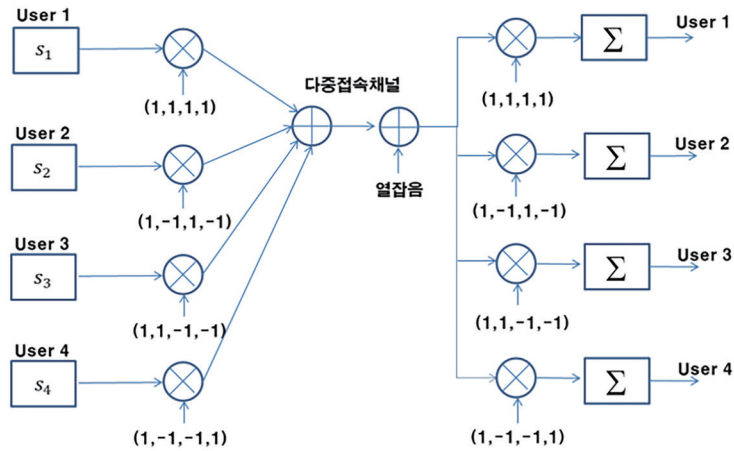 User 1
s₁
(1,1,1,1)
User 2
s₂
(1,-1,1,-1)
User 3
s₃
(1,1,-1,-1)
User 4
s₄
(1,-1,-1,1)
다중접속채널
열잡음
(1,1,1,1)
Σ
User 1
(1,-1,1,-1)
Σ
User 2
(1,1,-1,-1)
Σ
User 3
(1,-1,-1,1)
Σ
User 4